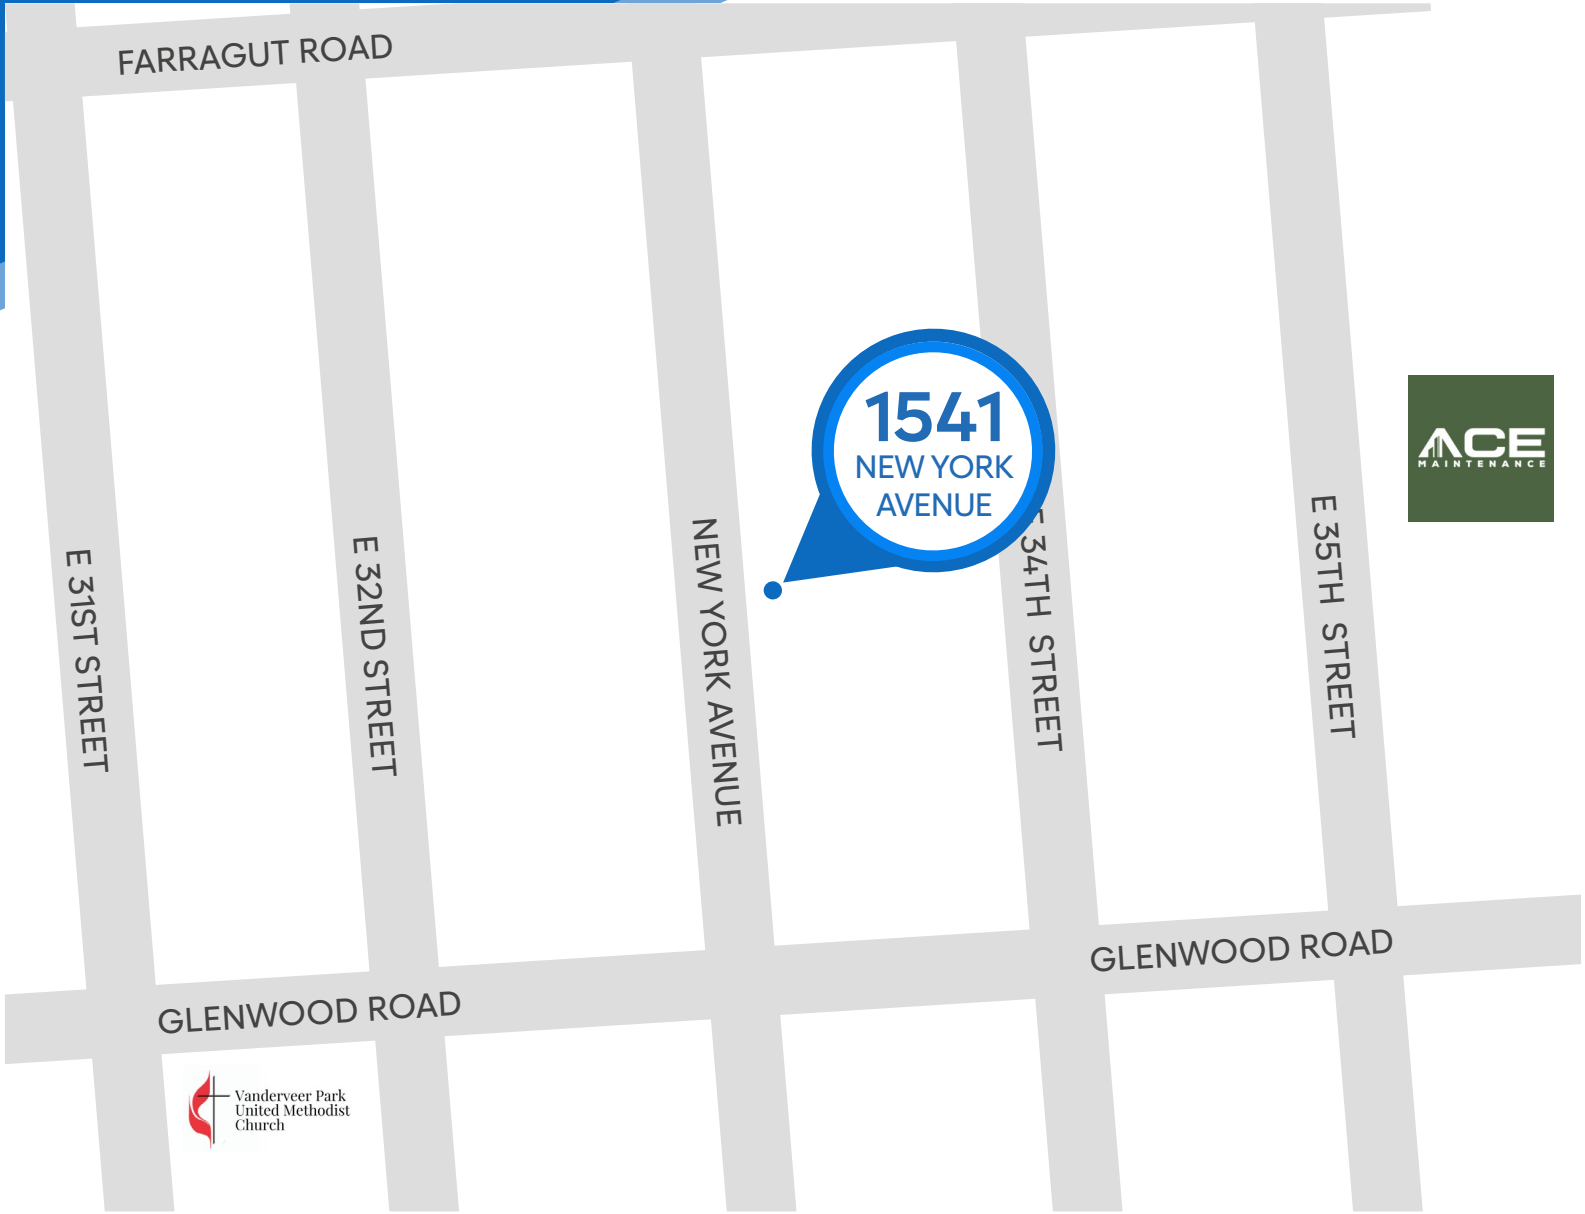 FARRAGUT ROAD
1541
NEW YORK
AVENUE
ACE
MAINTENANCE
E 31ST STREET
E 32ND STREET
NEW YORK AVENUE
E 34TH STREET
E 35TH STREET
GLENWOOD ROAD
GLENWOOD ROAD
Vanderveer Park
United Methodist
Church